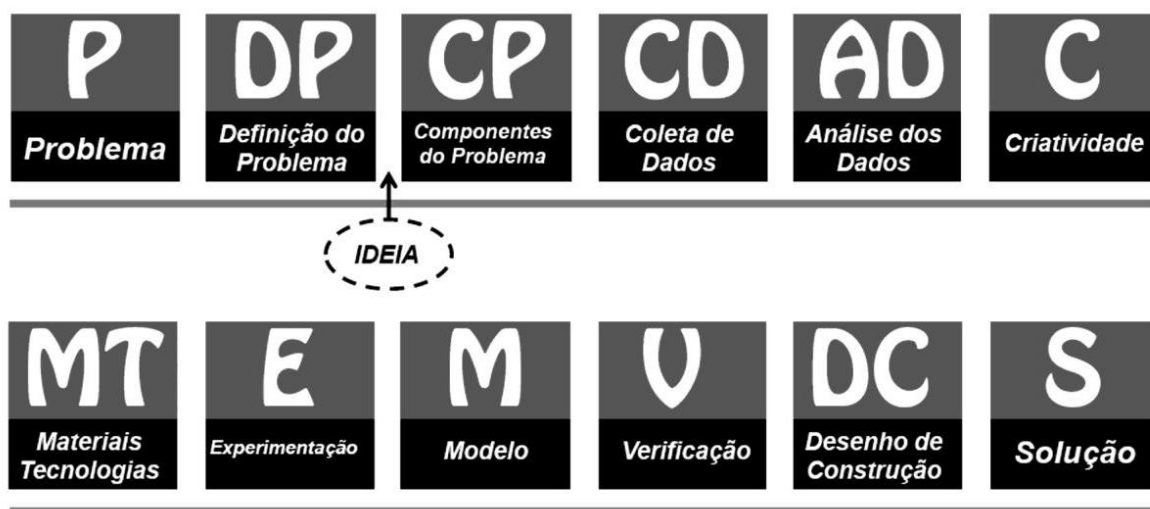 P DP CP CD AD C
Problema
Definição do
Problema
Componentes
do Problema
Coleta de
Dados
Análise dos
Dados
Criatividade
IDEIA
MT E M V DC S
Materiais
Tecnologias
Experimentação
Modelo
Verificação
Desenho de
Construção
Solução